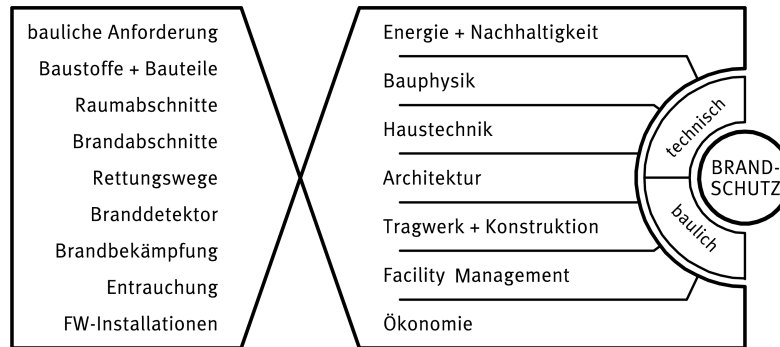 bauliche Anforderung
Baustoffe + Bauteile
Raumabschnitte
Brandabschnitte
Rettungswege
Branddetektor
Brandbekämpfung
Entrauchung
FW-Installationen
Energie + Nachhaltigkeit
Bauphysik
Haustechnik
Architektur
Tragwerk + Konstruktion
Facility Management
Ökonomie
technisch
baulich
BRAND-
SCHUTZ